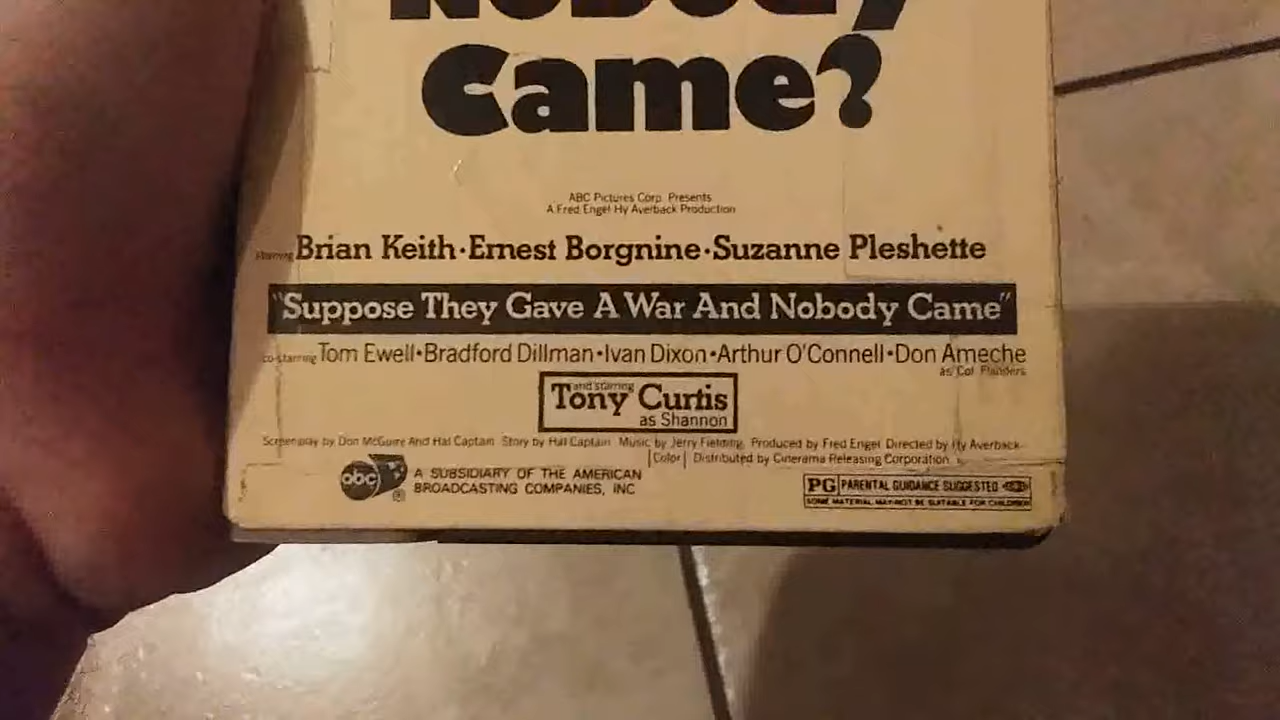 Nobody
Came?
ABC Pictures Corp. Presents
A Fred Engel Hy Averback Production
starring Brian Keith·Ernest Borgnine·Suzanne Pleshette
"Suppose They Gave A War And Nobody Came"
co-starring Tom Ewell·Bradford Dillman·Ivan Dixon·Arthur O'Connell·Don Ameche
as Col. Flanders
and starring
Tony Curtis
as Shannon
Screenplay by Don McGuire And Hal Captain Story by Hal Captain Music by Jerry Fielding Produced by Fred Engel Directed by Hy Averback
Color Distributed by Cinerama Releasing Corporation
abc ® A SUBSIDIARY OF THE AMERICAN
BROADCASTING COMPANIES, INC
PG PARENTAL GUIDANCE SUGGESTED
SOME MATERIAL MAY NOT BE SUITABLE FOR CHILDREN